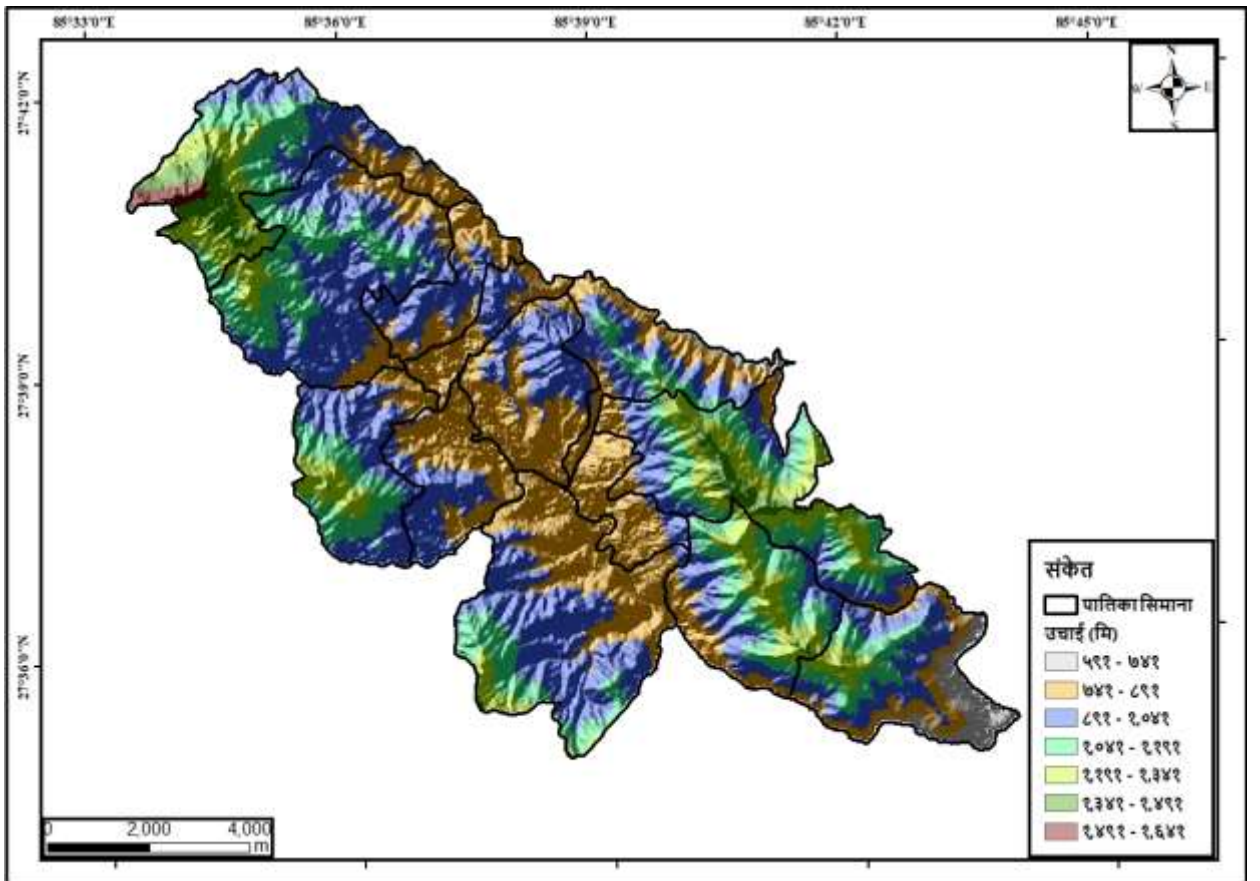 85°33'0"E 85°36'0"E 85°39'0"E 85°42'0"E 85°45'0"E
27°42'0"N
27°39'0"N
27°36'0"N
N
W E
S
संकेत
पालिका सिमाना
उचाई (मि)
५९१ - ७४१
७४१ - ८९१
८९१ - १,०४१
१,०४१ - १,१९१
१,१९१ - १,३४१
१,३४१ - १,४९१
१,४९१ - १,६४१
0 2,000 4,000
m